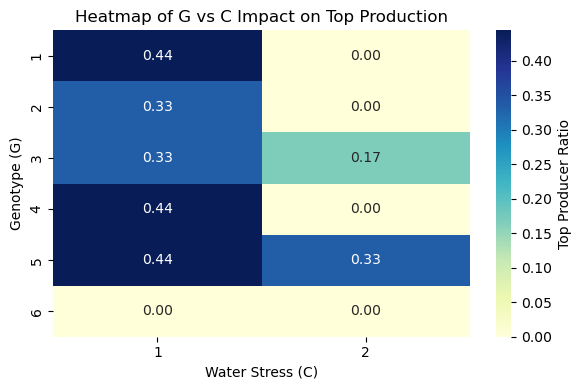 Heatmap of G vs C Impact on Top Production
Genotype (G)
1 0.44 0.00
2 0.33 0.00
3 0.33 0.17
4 0.44 0.00
5 0.44 0.33
6 0.00 0.00
1 2
Water Stress (C)
0.40
0.35
0.30
0.25
0.20
0.15
0.10
0.05
0.00
Top Producer Ratio